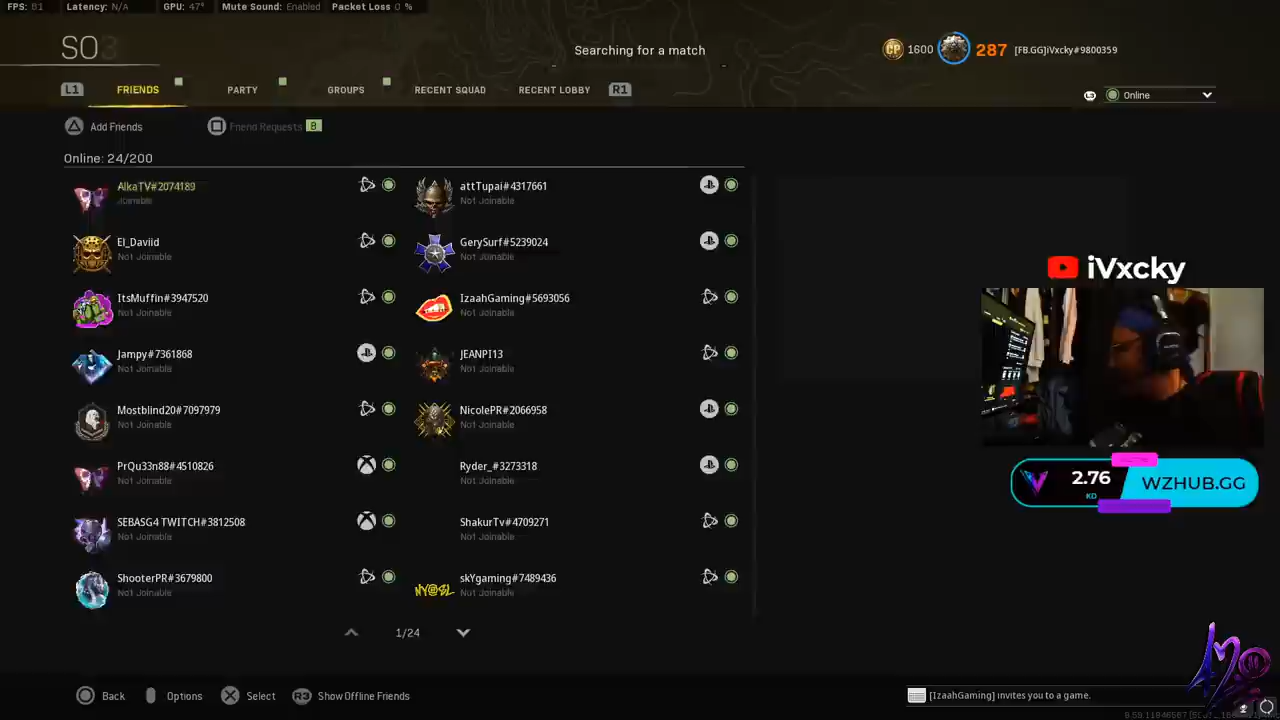 FPS: 81 Latency: N/A GPU: 47° Mute Sound: Enabled Packet Loss 0 %
SO3
Searching for a match
CP 1600 287 [FB.GG]iVxcky#9800359
L1 FRIENDS PARTY GROUPS RECENT SQUAD RECENT LOBBY R1
Online
Add Friends Friend Requests 8
Online: 24/200
AlkaTV#2074189
Joinable
attTupai#4317661
Not Joinable
El_Daviid
Not Joinable
GerySurf#5239024
Not Joinable
ItsMuffin#3947520
Not Joinable
IzaahGaming#5693056
Not Joinable
Jampy#7361868
Not Joinable
JEANPI13
Not Joinable
Mostblind20#7097979
Not Joinable
NicolePR#2066958
Not Joinable
PrQu33n88#4510826
Not Joinable
Ryder_#3273318
Not Joinable
SEBASG4 TWITCH#3812508
Not Joinable
ShakurTv#4709271
Not Joinable
ShooterPR#3679800
Not Joinable
skYgaming#7489436
Not Joinable
1/24
iVxcky
2.76
KD
WZHUB.GG
Back Options Select R3 Show Offline Friends
[IzaahGaming] invites you to a game.